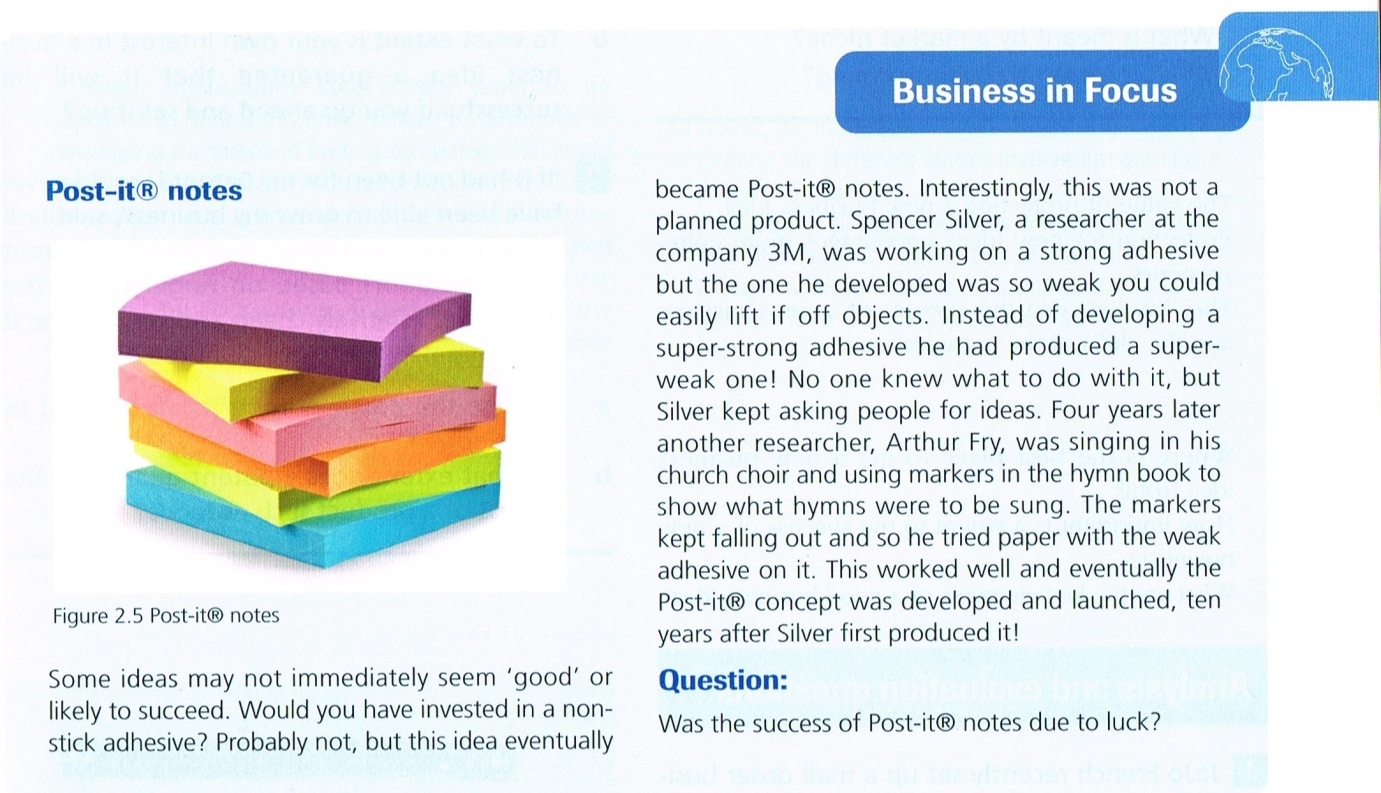 Business in Focus
Post-it® notes
Figure 2.5 Post-it® notes
Some ideas may not immediately seem ‘good’ or
likely to succeed. Would you have invested in a non-
stick adhesive? Probably not, but this idea eventually
became Post-it® notes. Interestingly, this was not a
planned product. Spencer Silver, a researcher at the
company 3M, was working on a strong adhesive
but the one he developed was so weak you could
easily lift if off objects. Instead of developing a
super-strong adhesive he had produced a super-
weak one! No one knew what to do with it, but
Silver kept asking people for ideas. Four years later
another researcher, Arthur Fry, was singing in his
church choir and using markers in the hymn book to
show what hymns were to be sung. The markers
kept falling out and so he tried paper with the weak
adhesive on it. This worked well and eventually the
Post-it® concept was developed and launched, ten
years after Silver first produced it!
Question:
Was the success of Post-it® notes due to luck?